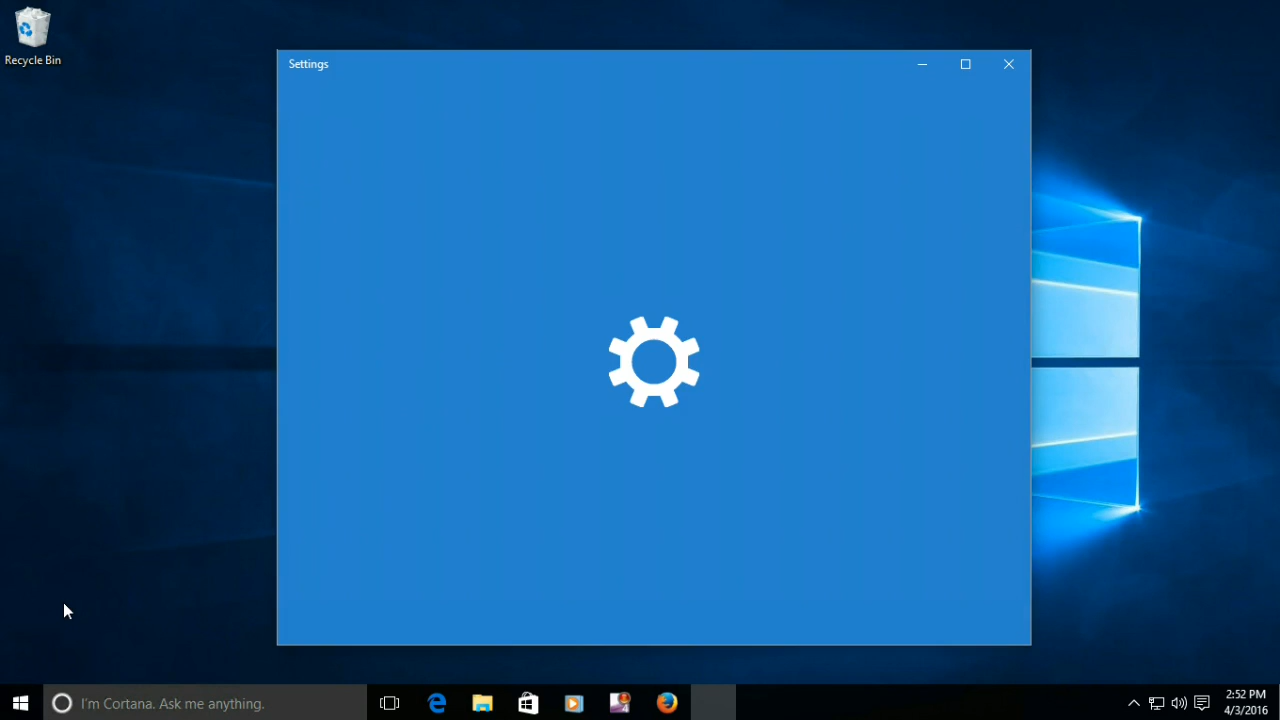 Recycle Bin
Settings
I'm Cortana. Ask me anything.
2:52 PM
4/3/2016